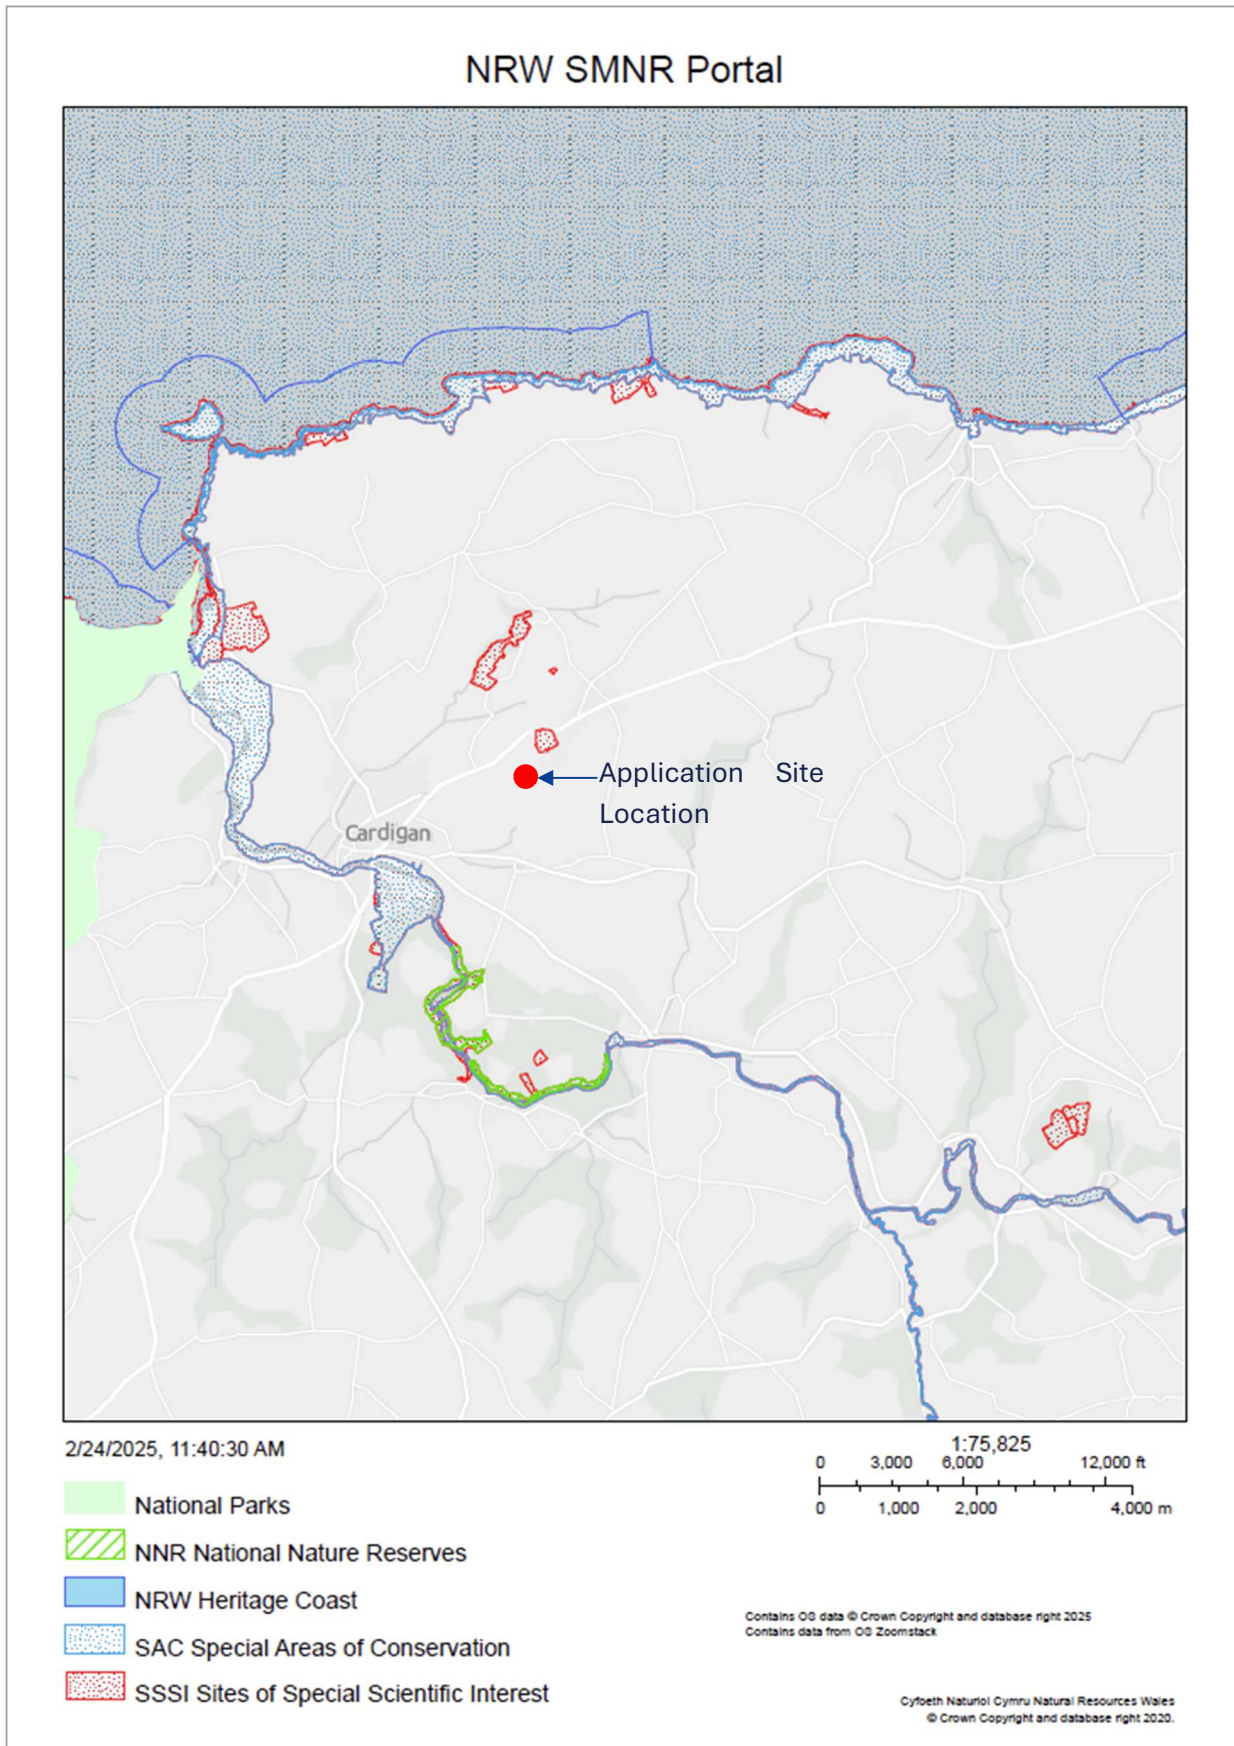 NRW SMNR Portal
Application Site
Location
Cardigan
2/24/2025, 11:40:30 AM
1:75,825
0 3,000 6,000 12,000 ft
0 1,000 2,000 4,000 m
National Parks
NNR National Nature Reserves
NRW Heritage Coast
SAC Special Areas of Conservation
SSSI Sites of Special Scientific Interest
Contains OS data © Crown Copyright and database right 2025
Contains data from OS Zoomstack
Cyfoeth Naturiol Cymru Natural Resources Wales
© Crown Copyright and database right 2020.